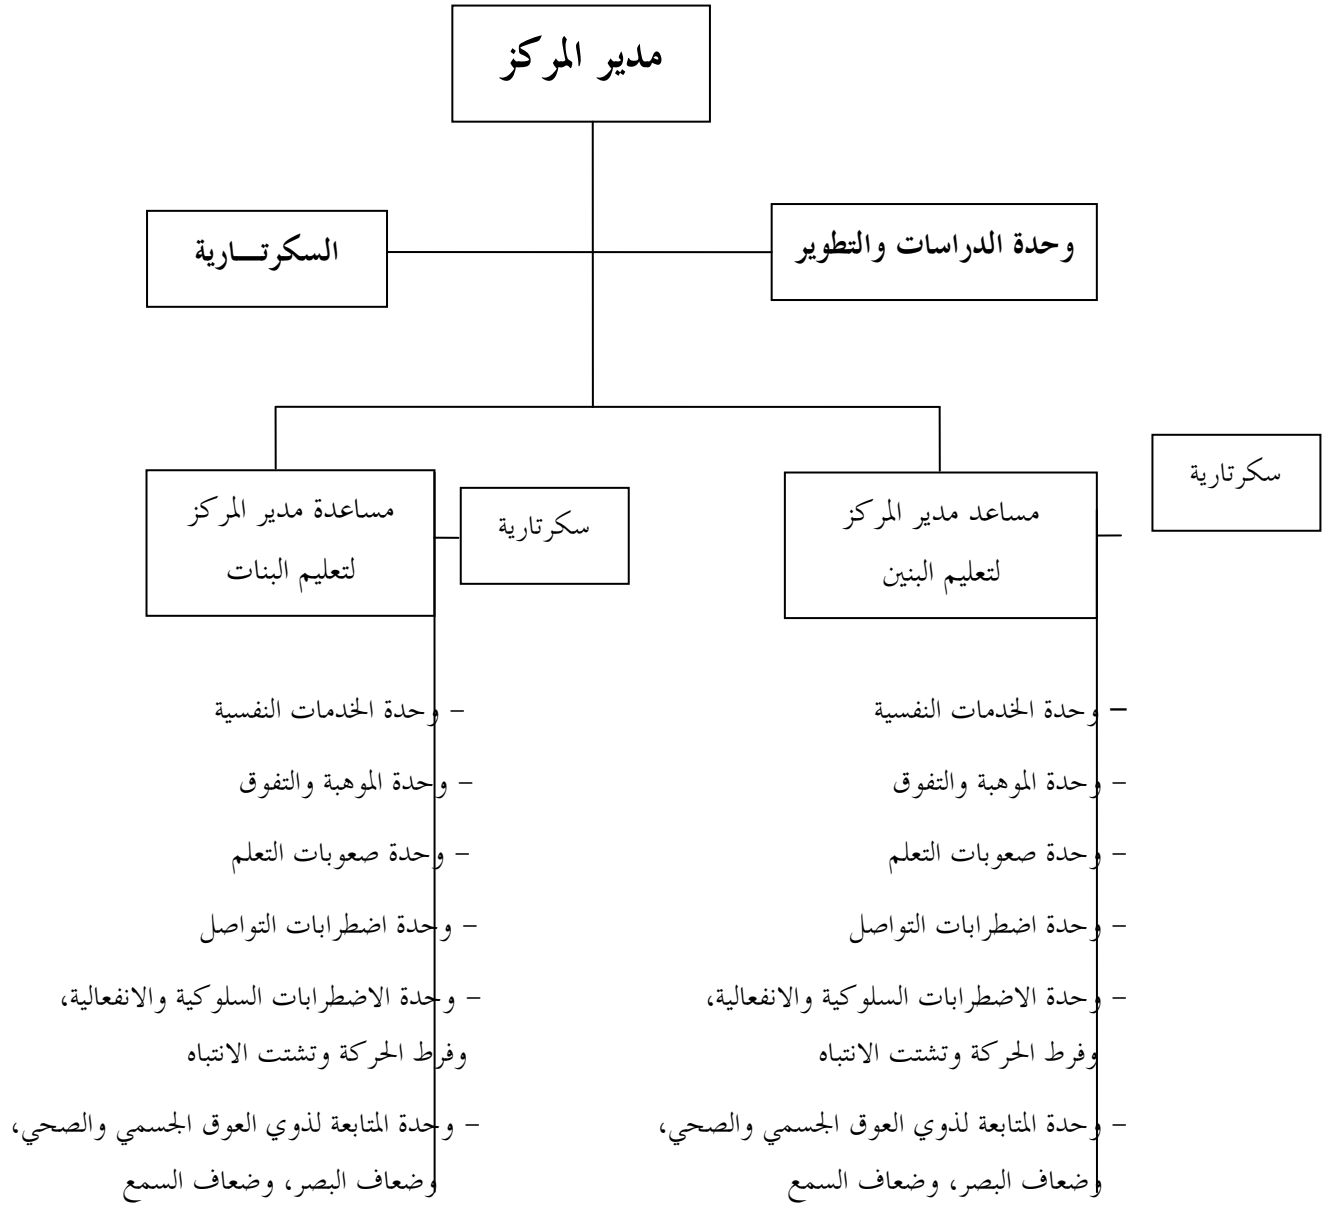 مدير المركز
وحدة الدراسات والتطوير
السكرتـــارية
سكرتارية
مساعد مدير المركز
لتعليم البنين
سكرتارية
مساعدة مدير المركز
لتعليم البنات
– وحدة الخدمات النفسية
– وحدة الموهبة والتفوق
– وحدة صعوبات التعلم
– وحدة اضطرابات التواصل
– وحدة الاضطرابات السلوكية والانفعالية،
وفرط الحركة وتشتت الانتباه
– وحدة المتابعة لذوي العوق الجسمي والصحي،
وضعاف البصر، وضعاف السمع
– وحدة الخدمات النفسية
– وحدة الموهبة والتفوق
– وحدة صعوبات التعلم
– وحدة اضطرابات التواصل
– وحدة الاضطرابات السلوكية والانفعالية،
وفرط الحركة وتشتت الانتباه
– وحدة المتابعة لذوي العوق الجسمي والصحي،
وضعاف البصر، وضعاف السمع